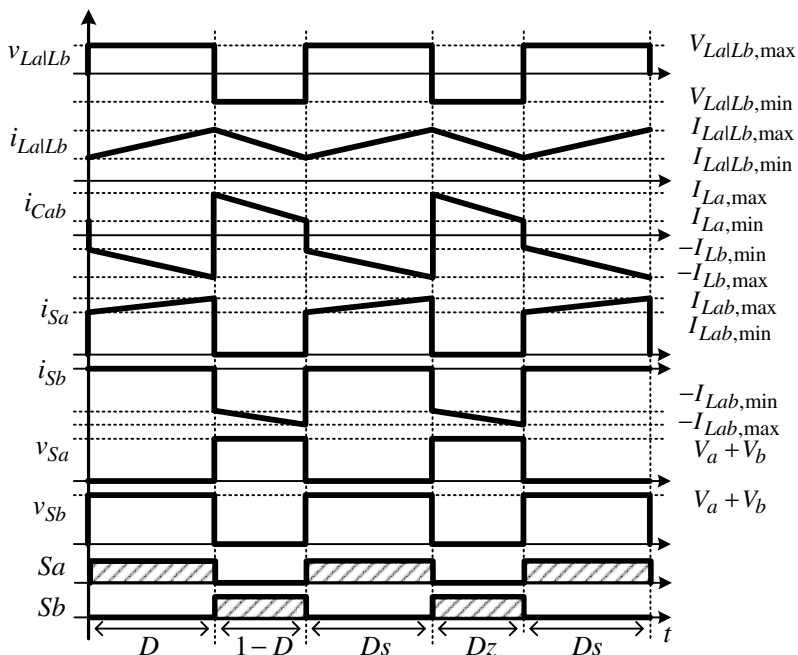 v_{La|Lb} V_{La|Lb,max}
V_{La|Lb,min}
i_{La|Lb} I_{La|Lb,max}
I_{La|Lb,min}
i_{Cab} I_{La,max}
I_{La,min}
−I_{Lb,min}
−I_{Lb,max}
i_{Sa} I_{Lab,max}
I_{Lab,min}
i_{Sb} −I_{Lab,min}
−I_{Lab,max}
v_{Sa} V_a + V_b
v_{Sb} V_a + V_b
Sa
Sb
D 1−D Ds Dz Ds t